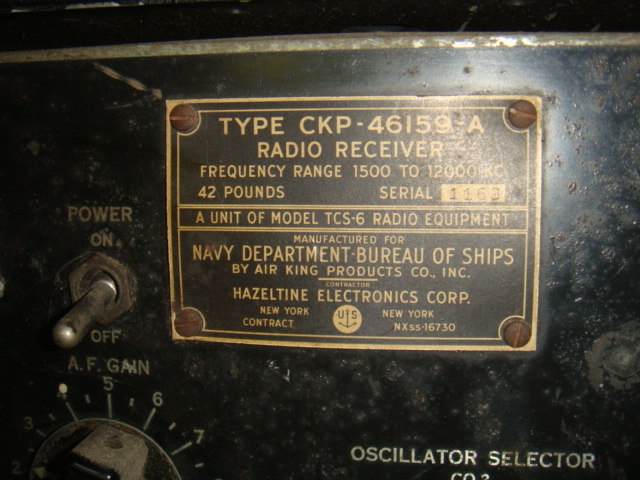 TYPE CKP-46159-A
RADIO RECEIVER
FREQUENCY RANGE 1500 TO 12000 KC
42 POUNDS SERIAL 1163
A UNIT OF MODEL TCS-6 RADIO EQUIPMENT
MANUFACTURED FOR
NAVY DEPARTMENT-BUREAU OF SHIPS
BY AIR KING PRODUCTS CO., INC.
CONTRACTOR
HAZELTINE ELECTRONICS CORP.
NEW YORK U S NEW YORK
CONTRACT NXss-16730
POWER
ON
OFF
A.F. GAIN
2 3 4 5 6 7
OSCILLATOR SELECTOR